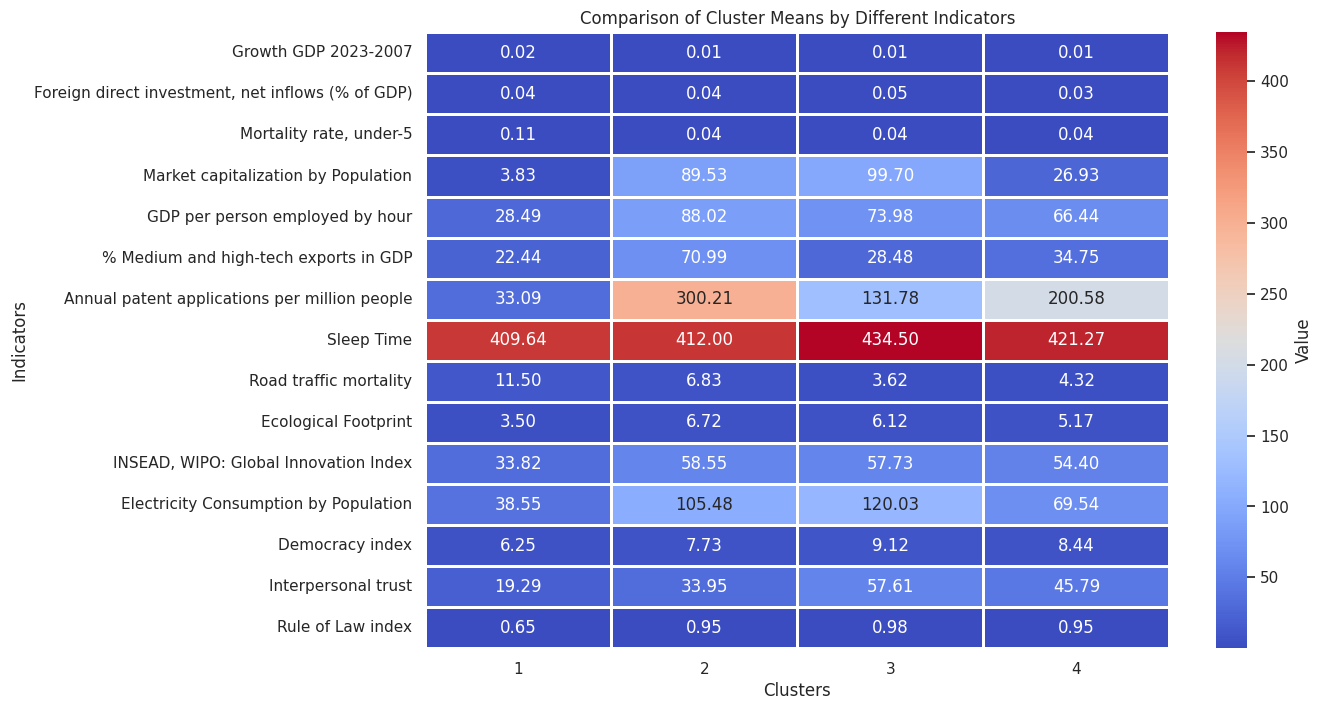 Comparison of Cluster Means by Different Indicators
Growth GDP 2023-2007 0.02 0.01 0.01 0.01
Foreign direct investment, net inflows (% of GDP) 0.04 0.04 0.05 0.03
Mortality rate, under-5 0.11 0.04 0.04 0.04
Market capitalization by Population 3.83 89.53 99.70 26.93
GDP per person employed by hour 28.49 88.02 73.98 66.44
% Medium and high-tech exports in GDP 22.44 70.99 28.48 34.75
Annual patent applications per million people 33.09 300.21 131.78 200.58
Sleep Time 409.64 412.00 434.50 421.27
Road traffic mortality 11.50 6.83 3.62 4.32
Ecological Footprint 3.50 6.72 6.12 5.17
INSEAD, WIPO: Global Innovation Index 33.82 58.55 57.73 54.40
Electricity Consumption by Population 38.55 105.48 120.03 69.54
Democracy index 6.25 7.73 9.12 8.44
Interpersonal trust 19.29 33.95 57.61 45.79
Rule of Law index 0.65 0.95 0.98 0.95
1 2 3 4
Clusters
Indicators
400
350
300
250
200
150
100
50
Value